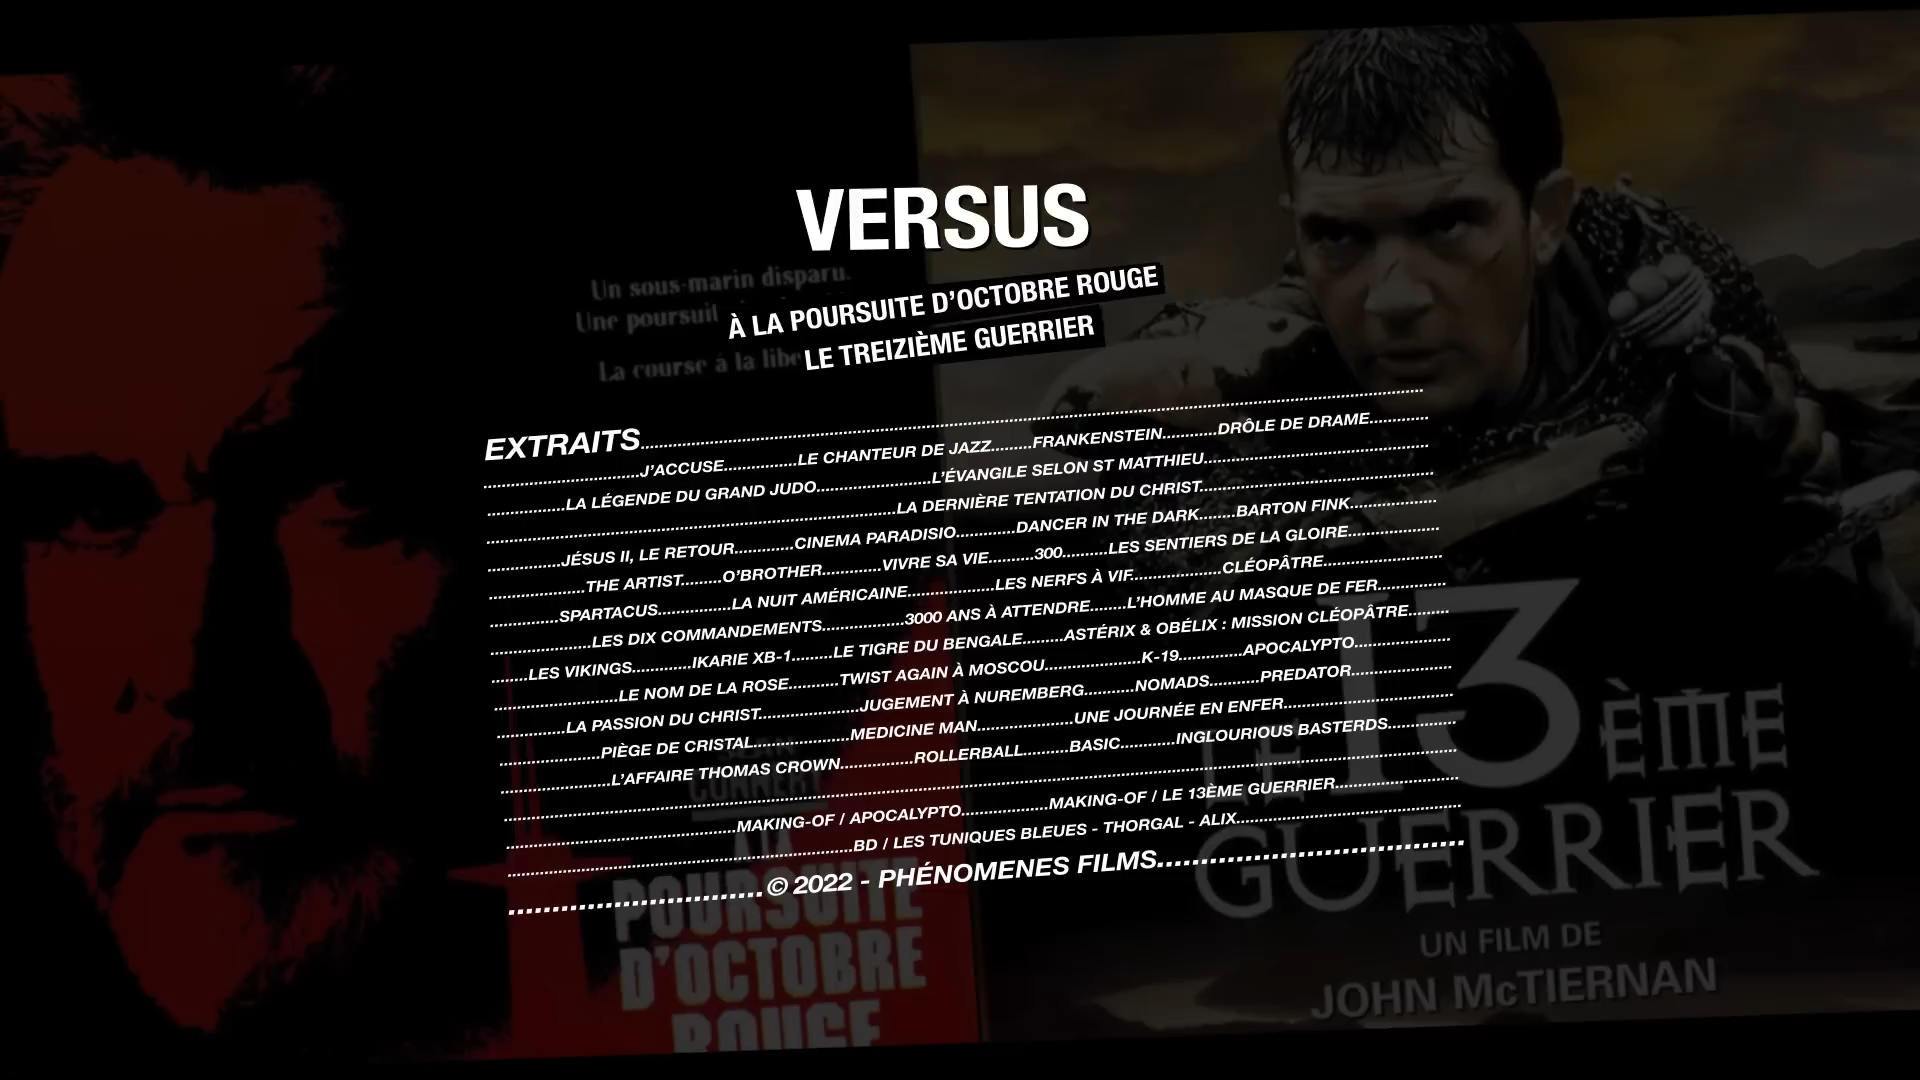 VERSUS
Un sous-marin disparu.
Une poursuit
La course à la libe
À LA POURSUITE D'OCTOBRE ROUGE
LE TREIZIÈME GUERRIER
EXTRAITS..........
..........J'ACCUSE..........LE CHANTEUR DE JAZZ.........FRANKENSTEIN...........DRÔLE DE DRAME............
..........LA LÉGENDE DU GRAND JUDO..........L'ÉVANGILE SELON ST MATTHIEU..........
..........LA DERNIÈRE TENTATION DU CHRIST..........
..........JÉSUS II, LE RETOUR............CINEMA PARADISIO............DANCER IN THE DARK........BARTON FINK..........
..........THE ARTIST........O'BROTHER............VIVRE SA VIE.........300.........LES SENTIERS DE LA GLOIRE..........
..........SPARTACUS..........LA NUIT AMÉRICAINE..........LES NERFS À VIF..........CLÉOPÂTRE..........
..........LES DIX COMMANDEMENTS..........3000 ANS À ATTENDRE........L'HOMME AU MASQUE DE FER..........
........LES VIKINGS............IKARIE XB-1.........LE TIGRE DU BENGALE.........ASTÉRIX & OBÉLIX : MISSION CLÉOPÂTRE.........
..........LE NOM DE LA ROSE...........TWIST AGAIN À MOSCOU..........K-19..........APOCALYPTO..........
..........LA PASSION DU CHRIST..........JUGEMENT À NUREMBERG...........NOMADS...........PREDATOR..........
..........PIÈGE DE CRISTAL..........MEDICINE MAN..........UNE JOURNÉE EN ENFER..........
..........L'AFFAIRE THOMAS CROWN..........ROLLERBALL..........BASIC............INGLOURIOUS BASTERDS..........
..........MAKING-OF / APOCALYPTO..........MAKING-OF / LE 13ÈME GUERRIER..........
..........BD / LES TUNIQUES BLEUES - THORGAL - ALIX..........
..........© 2022 - PHÉNOMENES FILMS..........
SEAN
CONNERY
À LA
POURSUITE
D'OCTOBRE
ROUGE
LE 13ÈME
GUERRIER
UN FILM DE
JOHN McTIERNAN